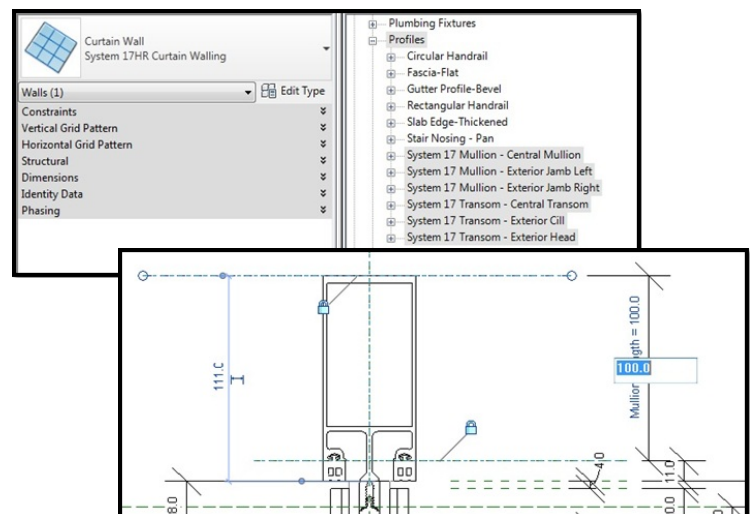 Curtain Wall
System 17HR Curtain Walling
Walls (1)
Edit Type
Constraints
Vertical Grid Pattern
Horizontal Grid Pattern
Structural
Dimensions
Identity Data
Phasing
Plumbing Fixtures
Profiles
Circular Handrail
Fascia-Flat
Gutter Profile-Bevel
Rectangular Handrail
Slab Edge-Thickened
Stair Nosing - Pan
System 17 Mullion - Central Mullion
System 17 Mullion - Exterior Jamb Left
System 17 Mullion - Exterior Jamb Right
System 17 Transom - Central Transom
System 17 Transom - Exterior Cill
System 17 Transom - Exterior Head
Mullion gth = 100.0
100.0
4.0
11.0